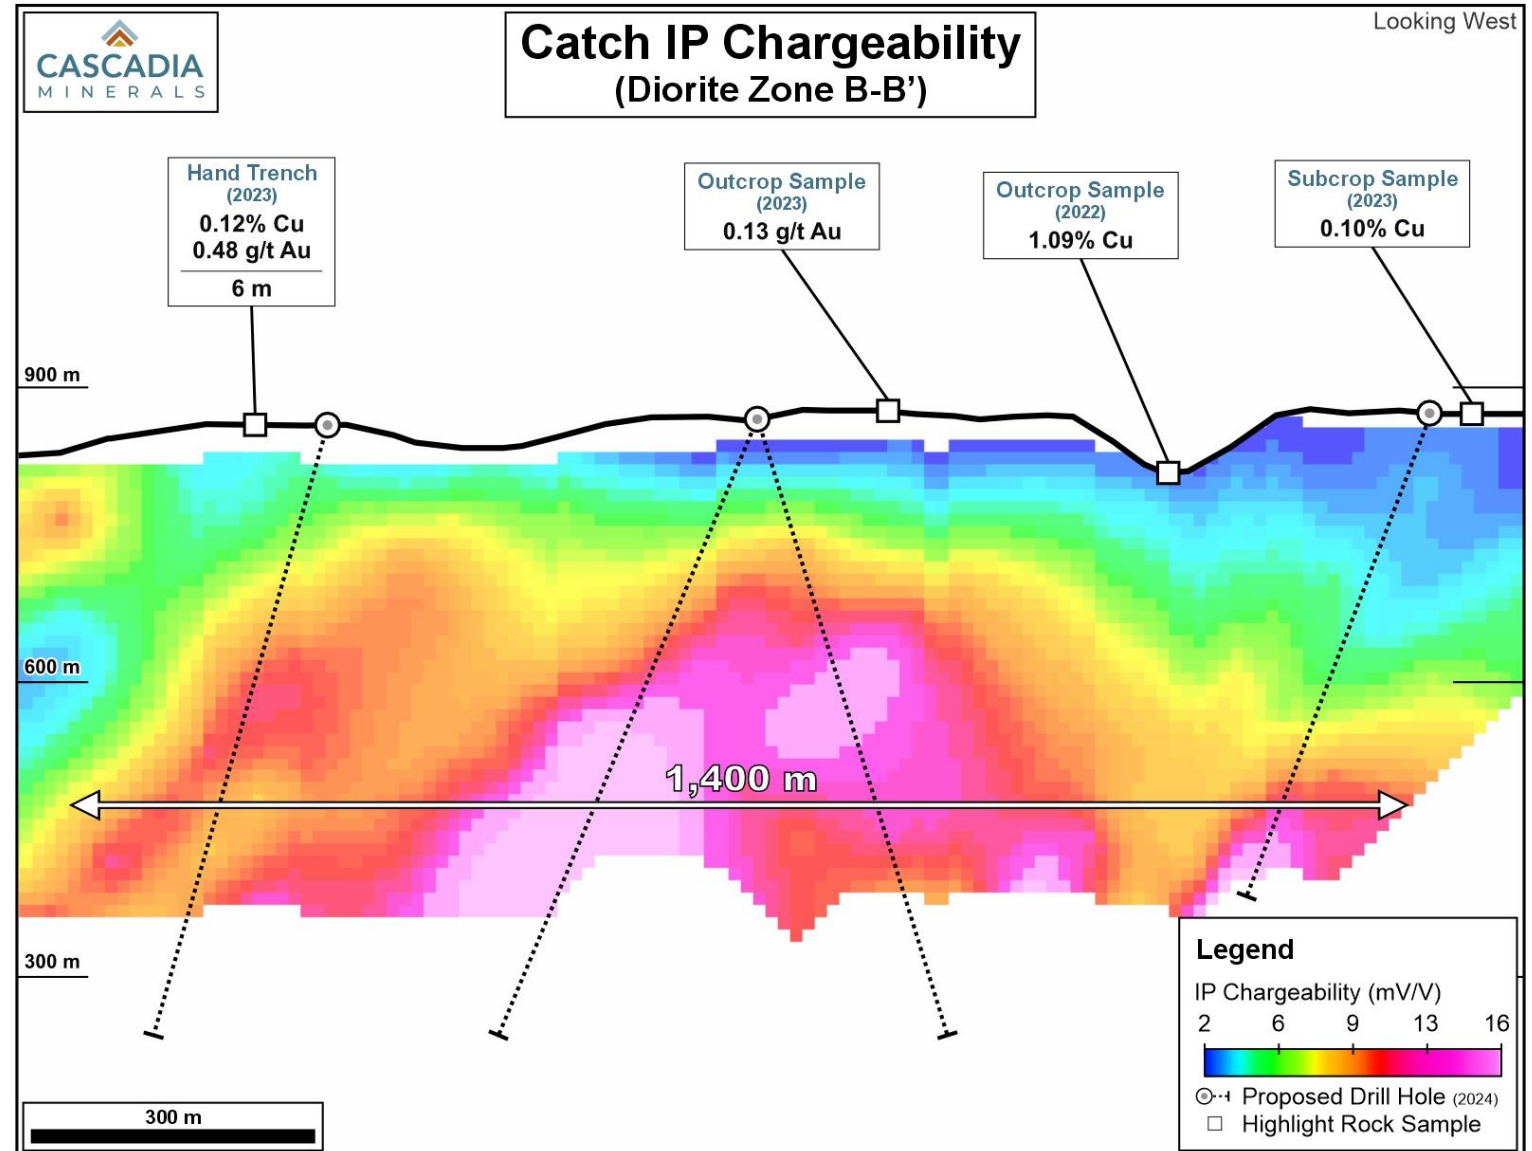 CASCADIA
MINERALS
Catch IP Chargeability
(Diorite Zone B-B’)
Looking West
Hand Trench
(2023)
0.12% Cu
0.48 g/t Au
6 m
Outcrop Sample
(2023)
0.13 g/t Au
Outcrop Sample
(2022)
1.09% Cu
Subcrop Sample
(2023)
0.10% Cu
900 m
600 m
1,400 m
300 m
Legend
IP Chargeability (mV/V)
2 6 9 13 16
Proposed Drill Hole (2024)
Highlight Rock Sample
300 m